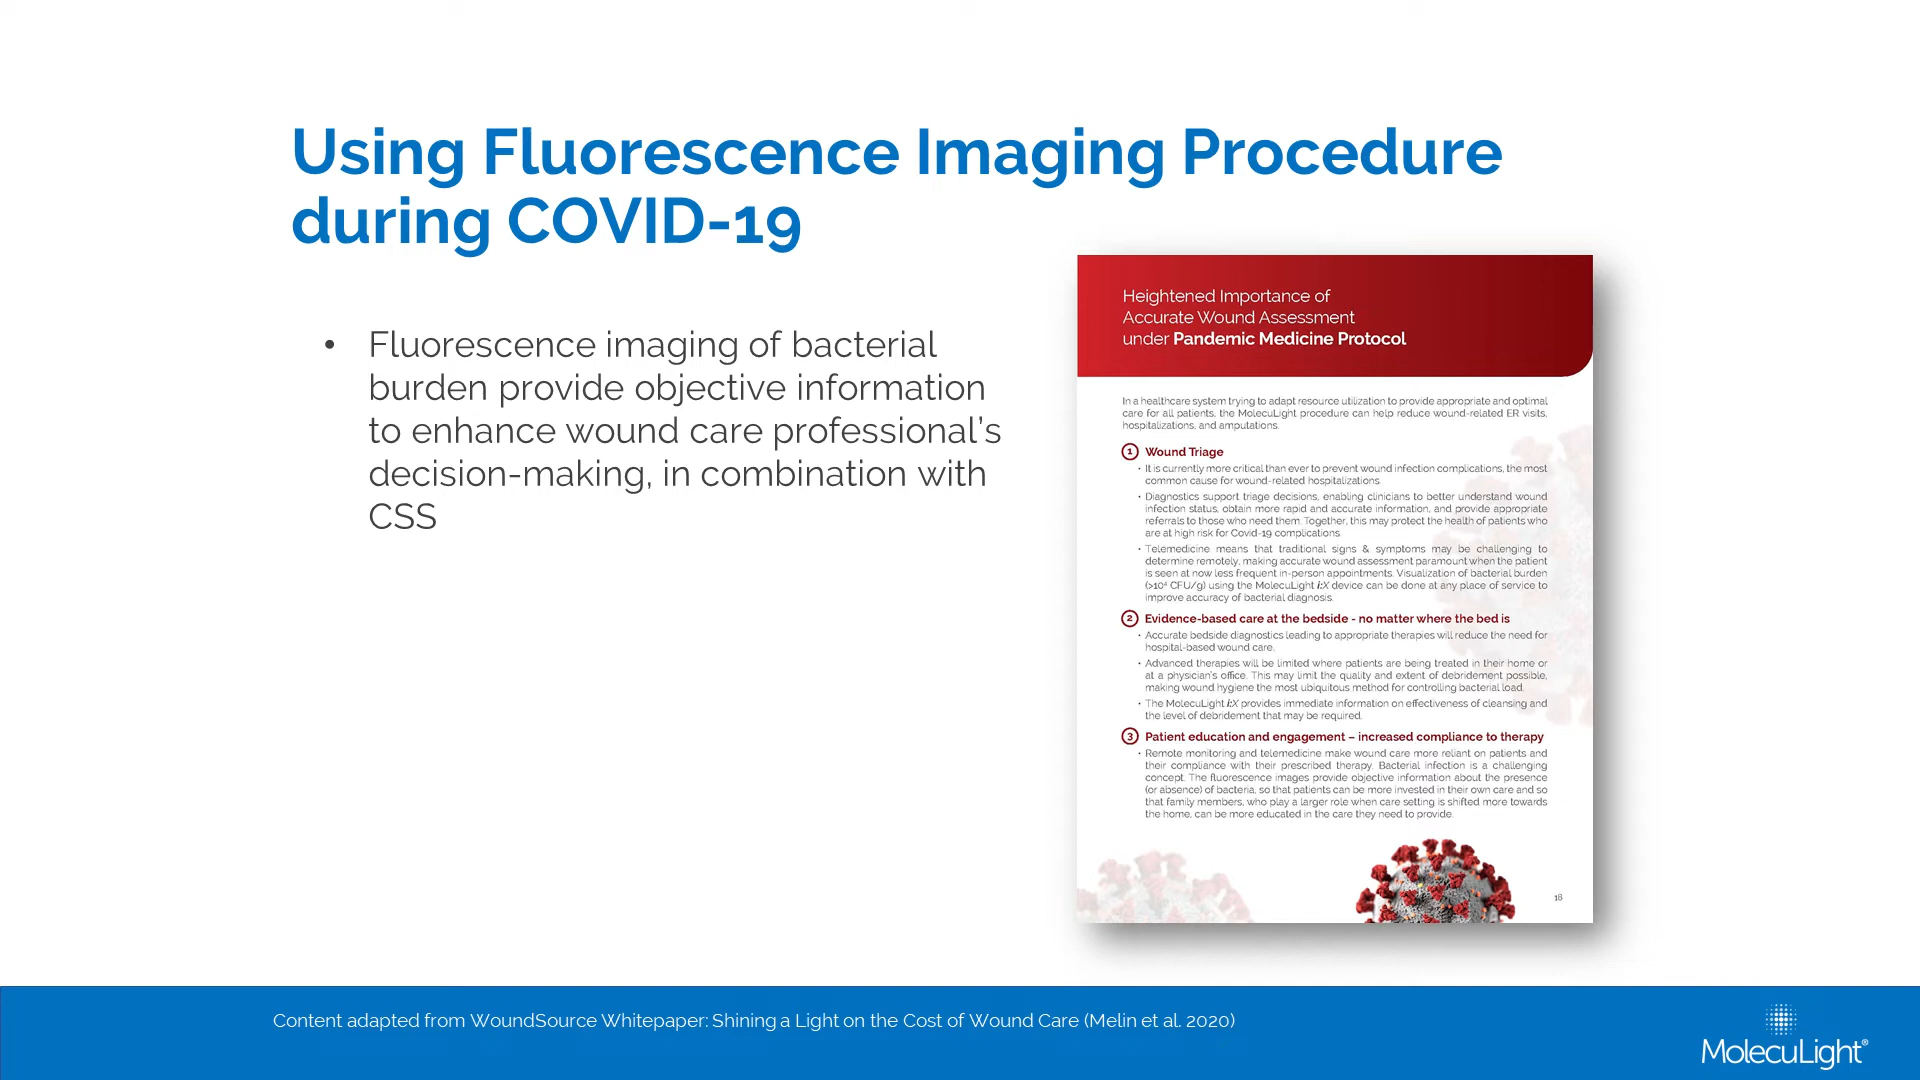 Using Fluorescence Imaging Procedure
during COVID-19
• Fluorescence imaging of bacterial
burden provide objective information
to enhance wound care professional's
decision-making, in combination with
CSS
Heightened Importance of
Accurate Wound Assessment
under Pandemic Medicine Protocol
In a healthcare system trying to adapt resource utilization to provide appropriate and optimal
care for all patients, the MolecuLight procedure can help reduce wound-related ER visits,
hospitalizations, and amputations.
1 Wound Triage
• It is currently more critical than ever to prevent wound infection complications, the most
common cause for wound-related hospitalizations.
• Diagnostics support triage decisions, enabling clinicians to better understand wound
infection status, obtain more rapid and accurate information, and provide appropriate
referrals to those who need them. Together, this may protect the health of patients who
are at high risk for Covid-19 complications.
• Telemedicine means that traditional signs & symptoms may be challenging to
determine remotely, making accurate wound assessment paramount when the patient
is seen at now less frequent in-person appointments. Visualization of bacterial burden
(>10⁴ CFU/g) using the MolecuLight i:X device can be done at any place of service to
improve accuracy of bacterial diagnosis.
2 Evidence-based care at the bedside - no matter where the bed is
• Accurate bedside diagnostics leading to appropriate therapies will reduce the need for
hospital-based wound care.
• Advanced therapies will be limited where patients are being treated in their home or
at a physician's office. This may limit the quality and extent of debridement possible,
making wound hygiene the most ubiquitous method for controlling bacterial load.
• The MolecuLight i:X provides immediate information on effectiveness of cleansing and
the level of debridement that may be required.
3 Patient education and engagement – increased compliance to therapy
• Remote monitoring and telemedicine make wound care more reliant on patients and
their compliance with their prescribed therapy. Bacterial infection is a challenging
concept. The fluorescence images provide objective information about the presence
(or absence) of bacteria, so that patients can be more invested in their own care and so
that family members, who play a larger role when care setting is shifted more towards
the home, can be more educated in the care they need to provide.
18
Content adapted from WoundSource Whitepaper: Shining a Light on the Cost of Wound Care (Melin et al. 2020)
MolecuLight®